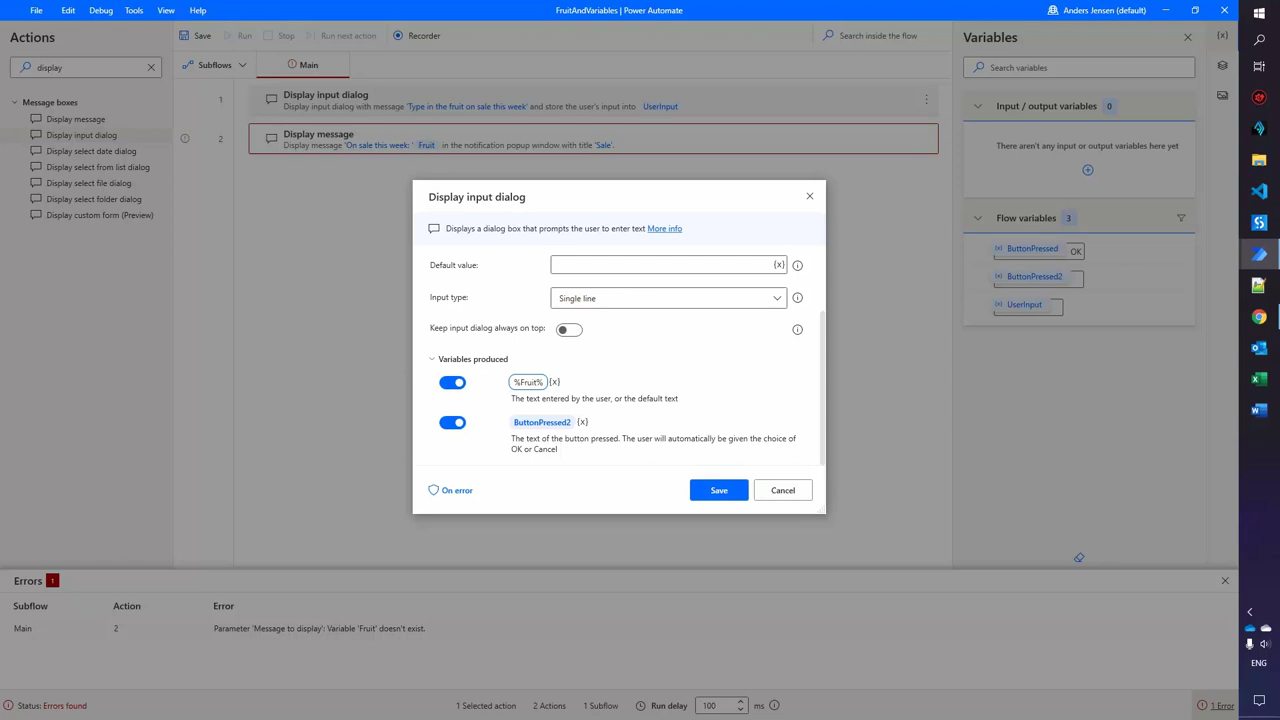 File Edit Debug Tools View Help
FruitAndVariables | Power Automate
Anders Jensen (default)
Actions
Save Run Stop Run next action Recorder
Search inside the flow
Variables
display
Subflows
Main
Search variables
Message boxes
Display message
Display input dialog
Display select date dialog
Display select from list dialog
Display select file dialog
Display select folder dialog
Display custom form (Preview)
1
Display input dialog
Display input dialog with message 'Type in the fruit on sale this week' and store the user's input into UserInput
2
Display message
Display message 'On sale this week: ' Fruit in the notification popup window with title 'Sale'.
Input / output variables 0
There aren't any input or output variables here yet
Flow variables 3
(x) ButtonPressed OK
(x) ButtonPressed2
(x) UserInput
Display input dialog
Displays a dialog box that prompts the user to enter text More info
Default value: {x}
Input type: Single line
Keep input dialog always on top:
Variables produced
%Fruit% {x}
The text entered by the user, or the default text
ButtonPressed2 {x}
The text of the button pressed. The user will automatically be given the choice of
OK or Cancel
On error
Save
Cancel
Errors 1
Subflow Action Error
Main 2 Parameter 'Message to display': Variable 'Fruit' doesn't exist.
Status: Errors found
1 Selected action 2 Actions 1 Subflow Run delay 100 ms
1 Error
{x}
ENG